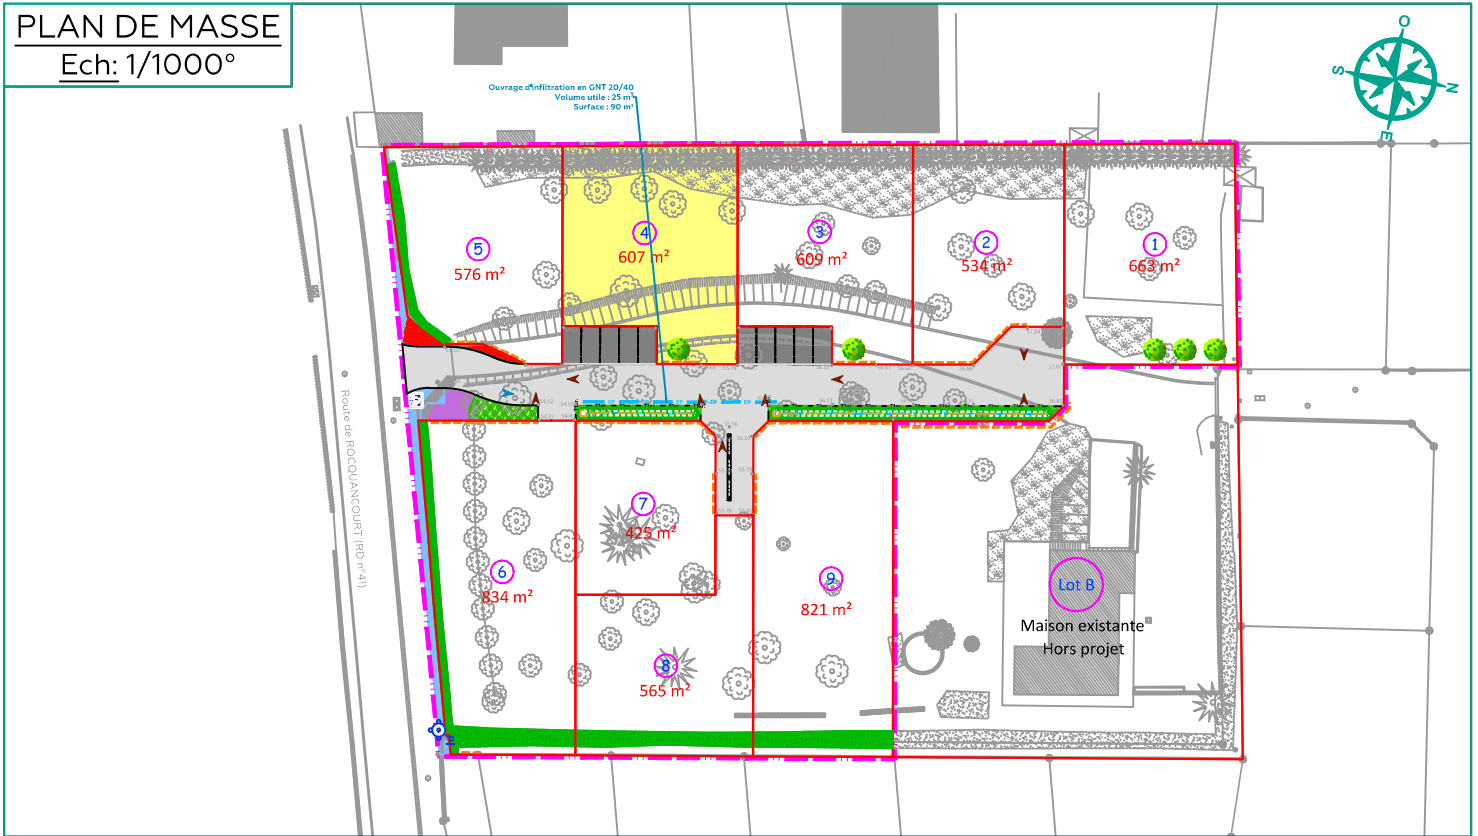 PLAN DE MASSE
Ech: 1/1000°
O
S
N
E
Ouvrage d'infiltration en GNT 20/40
Volume utile : 25 m³
Surface : 90 m²
5
576 m²
4
607 m²
3
609 m²
2
534 m²
1
663 m²
Route de ROCQUANCOURT (RD n°41)
6
834 m²
7
425 m²
8
565 m²
9
821 m²
Lot B
Maison existante
Hors projet